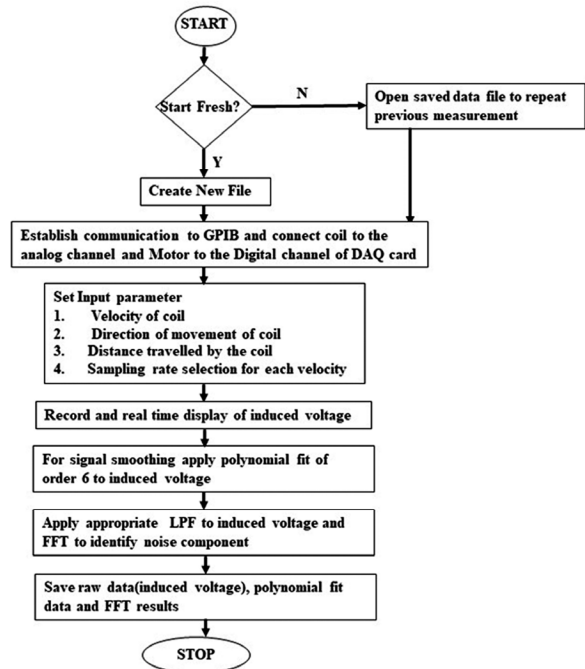 START
Start Fresh?
N
Open saved data file to repeat
previous measurement
Y
Create New File
Establish communication to GPIB and connect coil to the
analog channel and Motor to the Digital channel of DAQ card
Set Input parameter
1. Velocity of coil
2. Direction of movement of coil
3. Distance travelled by the coil
4. Sampling rate selection for each velocity
Record and real time display of induced voltage
For signal smoothing apply polynomial fit of
order 6 to induced voltage
Apply appropriate LPF to induced voltage and
FFT to identify noise component
Save raw data(induced voltage), polynomial fit
data and FFT results
STOP